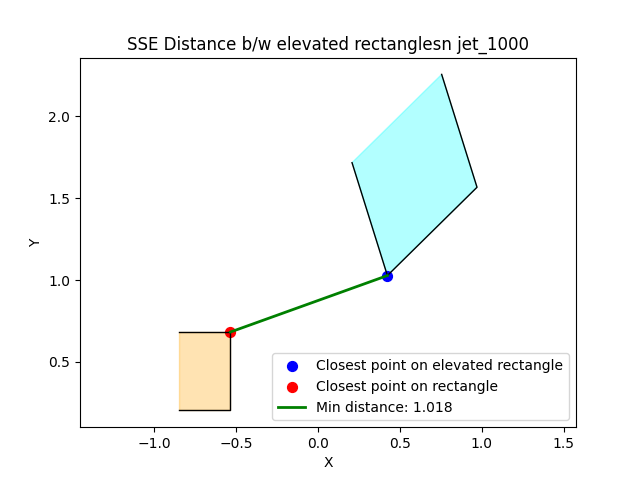 SSE Distance b/w elevated rectanglesn jet_1000
2.0
1.5
1.0
0.5
Y
Closest point on elevated rectangle
Closest point on rectangle
Min distance: 1.018
−1.0 −0.5 0.0 0.5 1.0 1.5
X